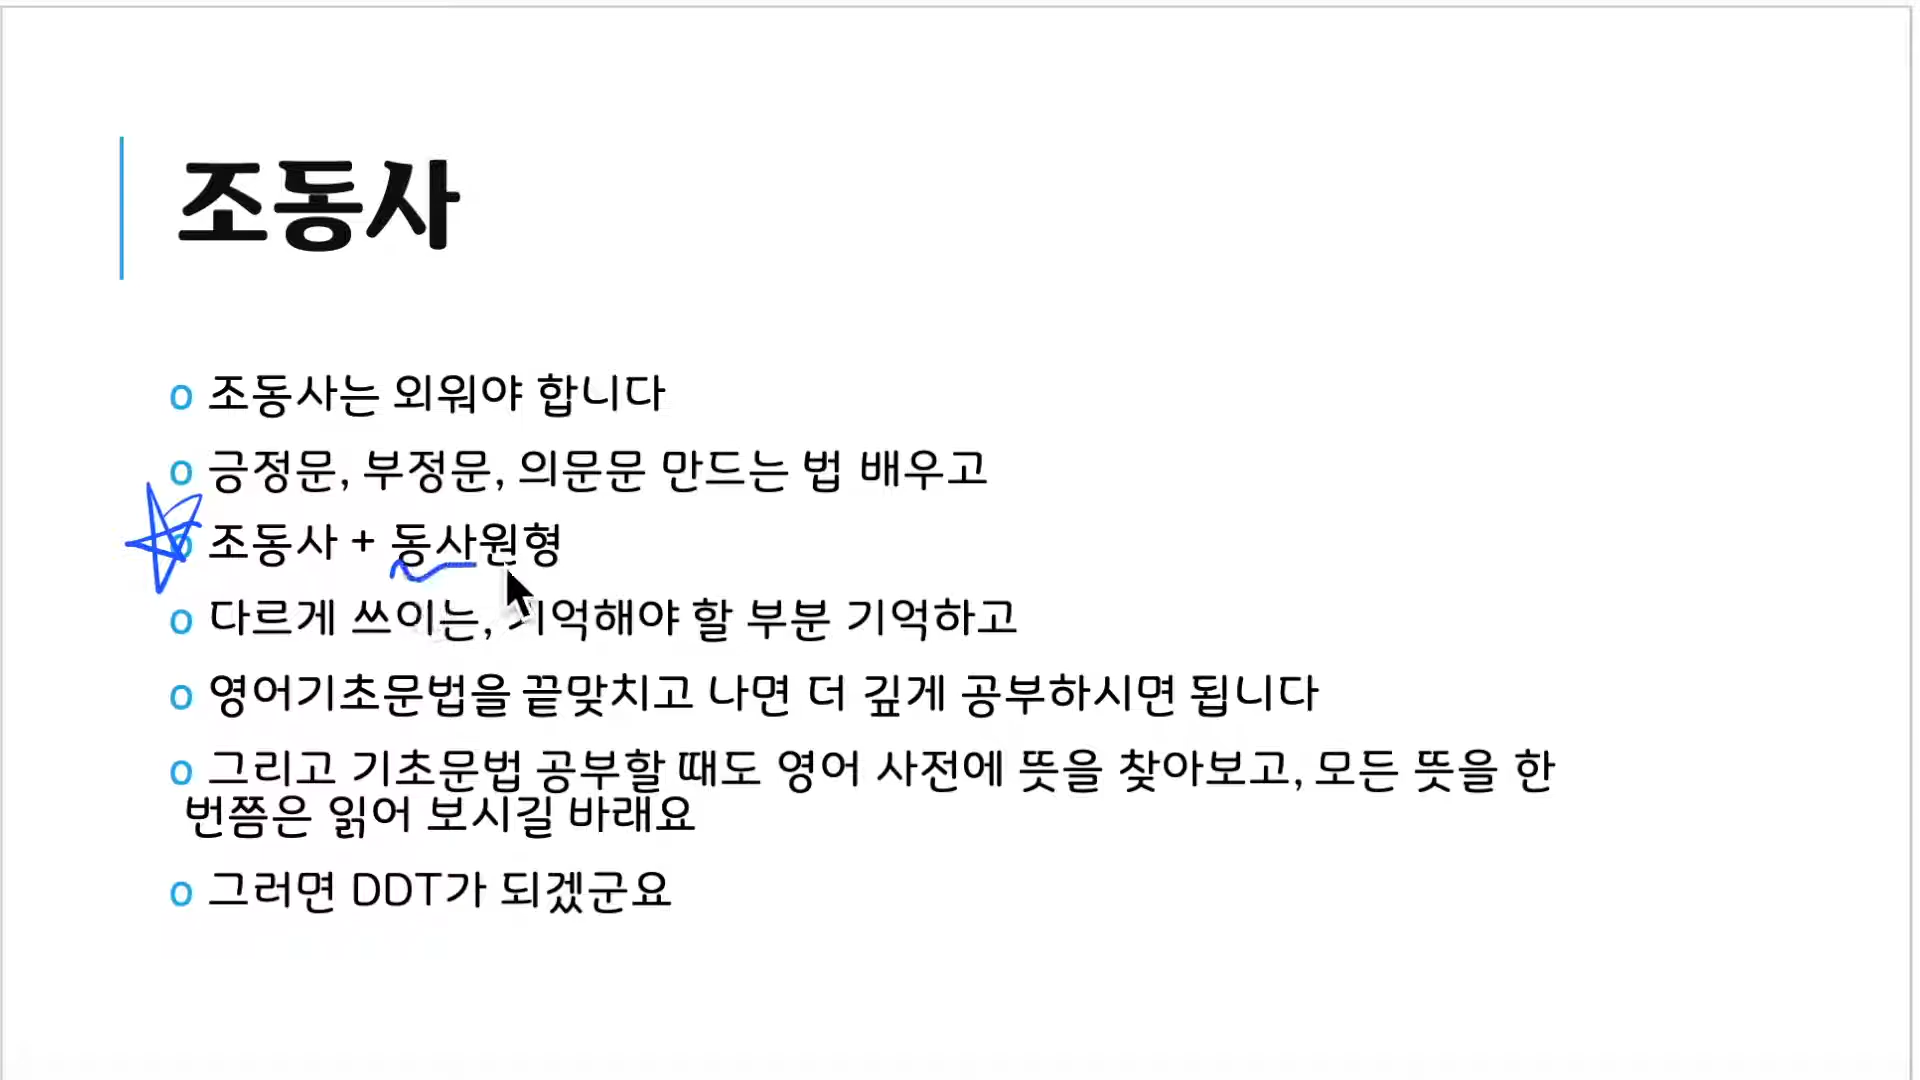 조동사
o 조동사는 외워야 합니다
o 긍정문, 부정문, 의문문 만드는 법 배우고
o 조동사 + 동사원형
o 다르게 쓰이는, 기억해야 할 부분 기억하고
o 영어기초문법을 끝맞치고 나면 더 깊게 공부하시면 됩니다
o 그리고 기초문법 공부할 때도 영어 사전에 뜻을 찾아보고, 모든 뜻을 한
번쯤은 읽어 보시길 바래요
o 그러면 DDT가 되겠군요